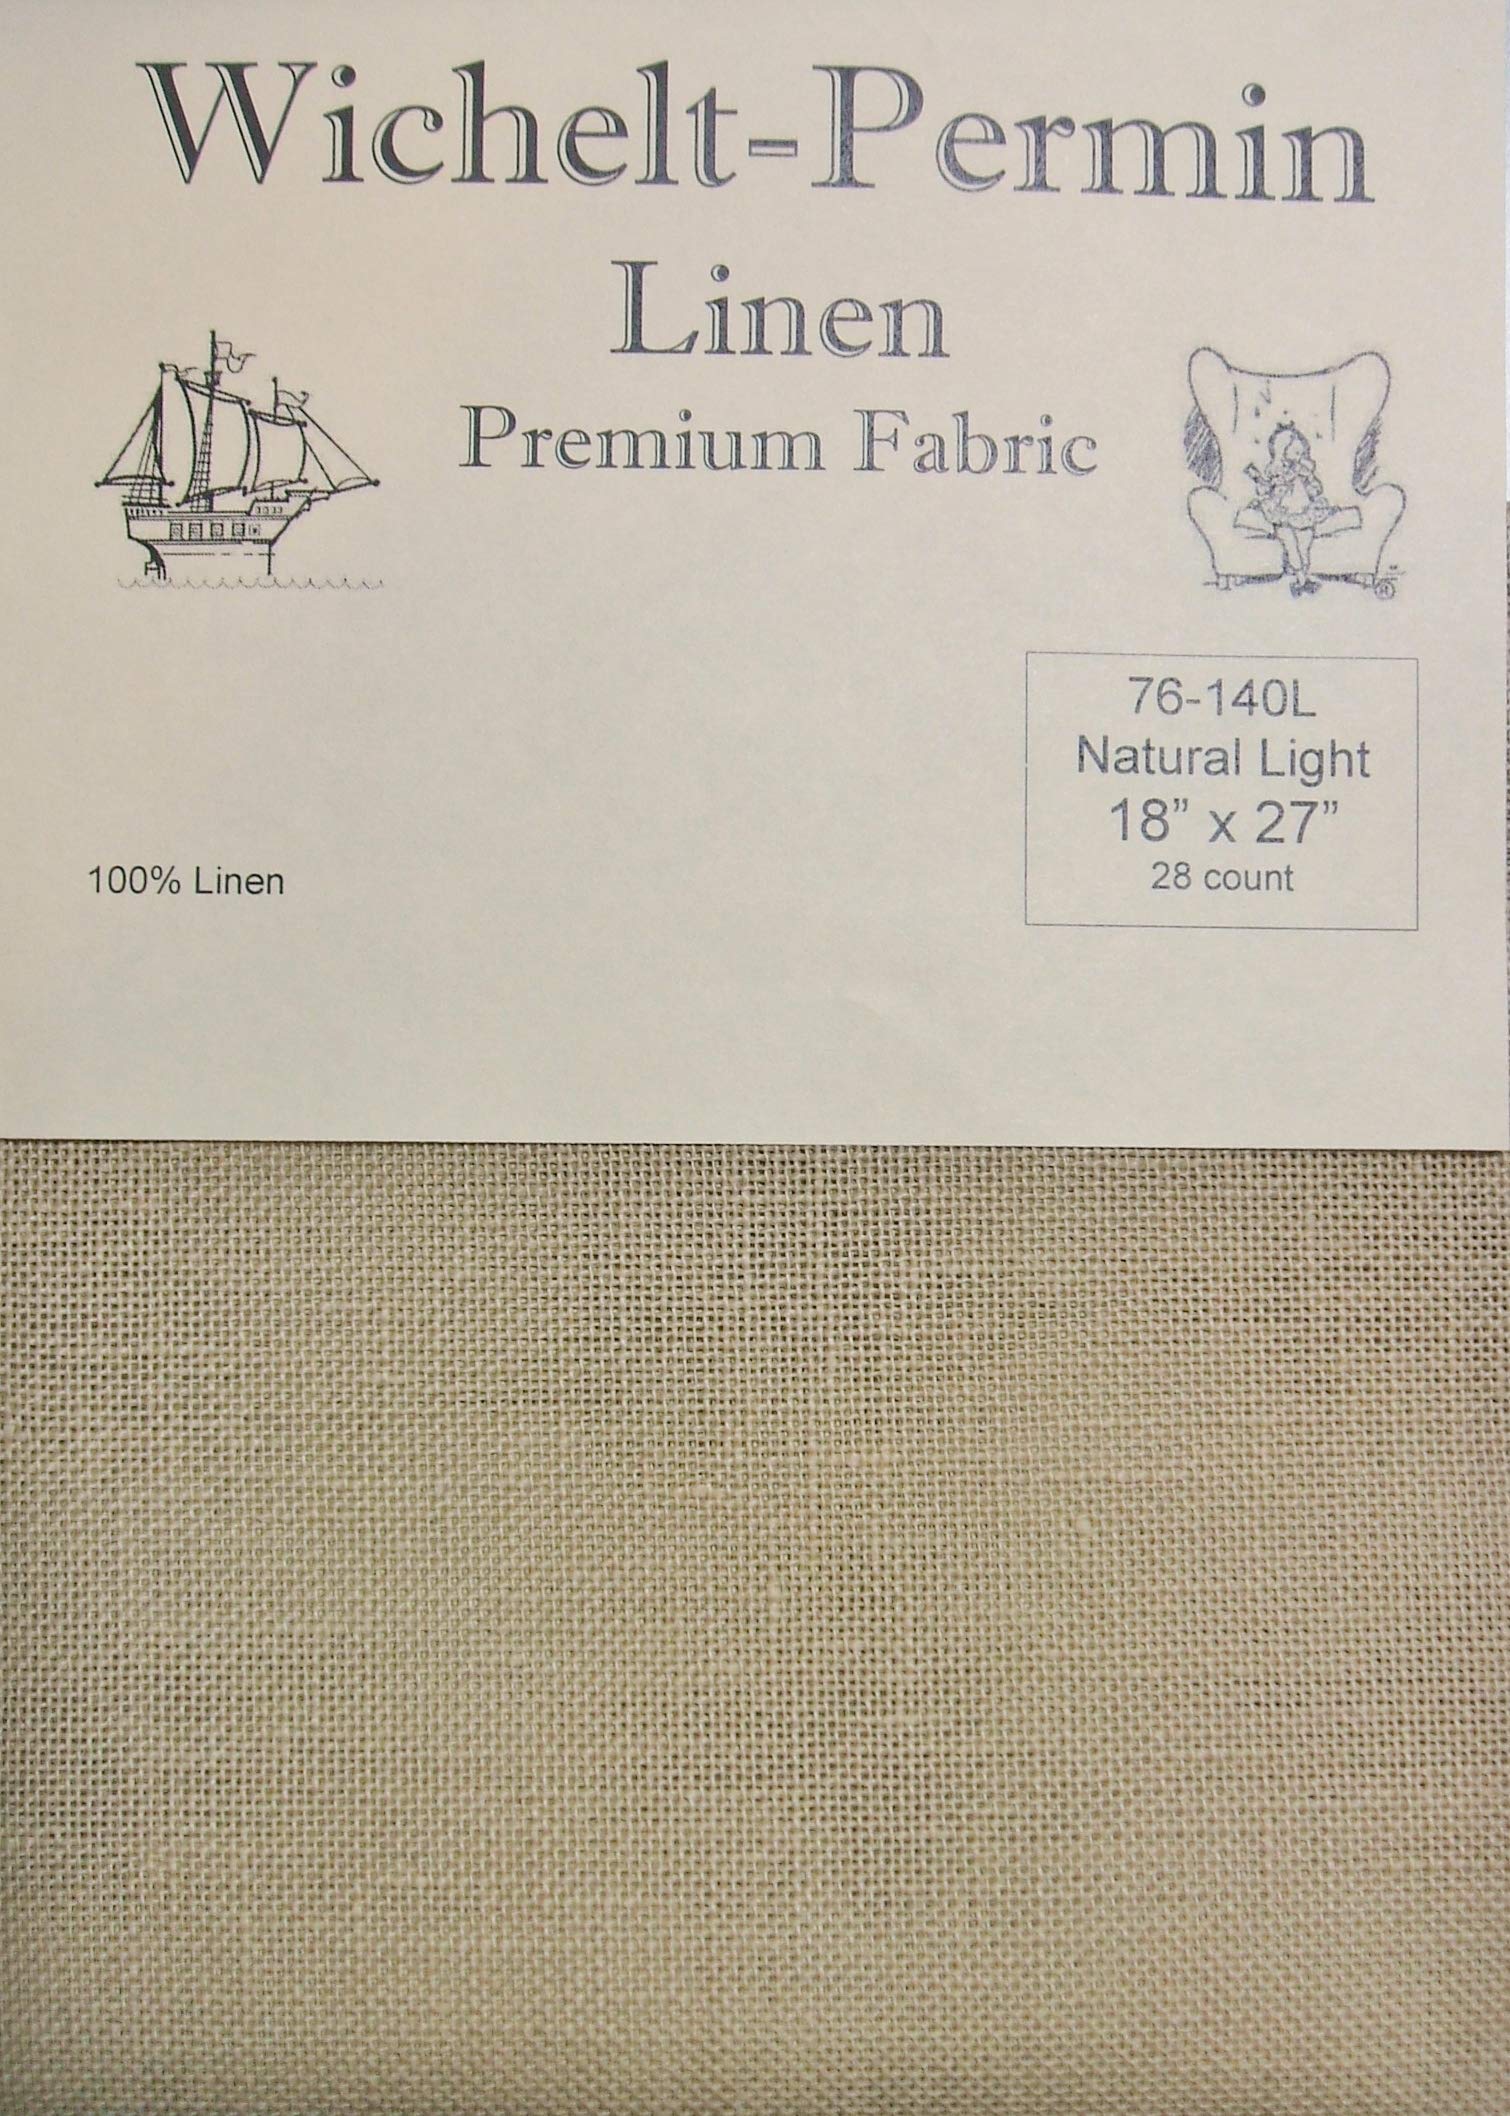 Wichelt-Permin
Linen
Premium Fabric
76-140L
Natural Light
18” x 27”
28 count
100% Linen